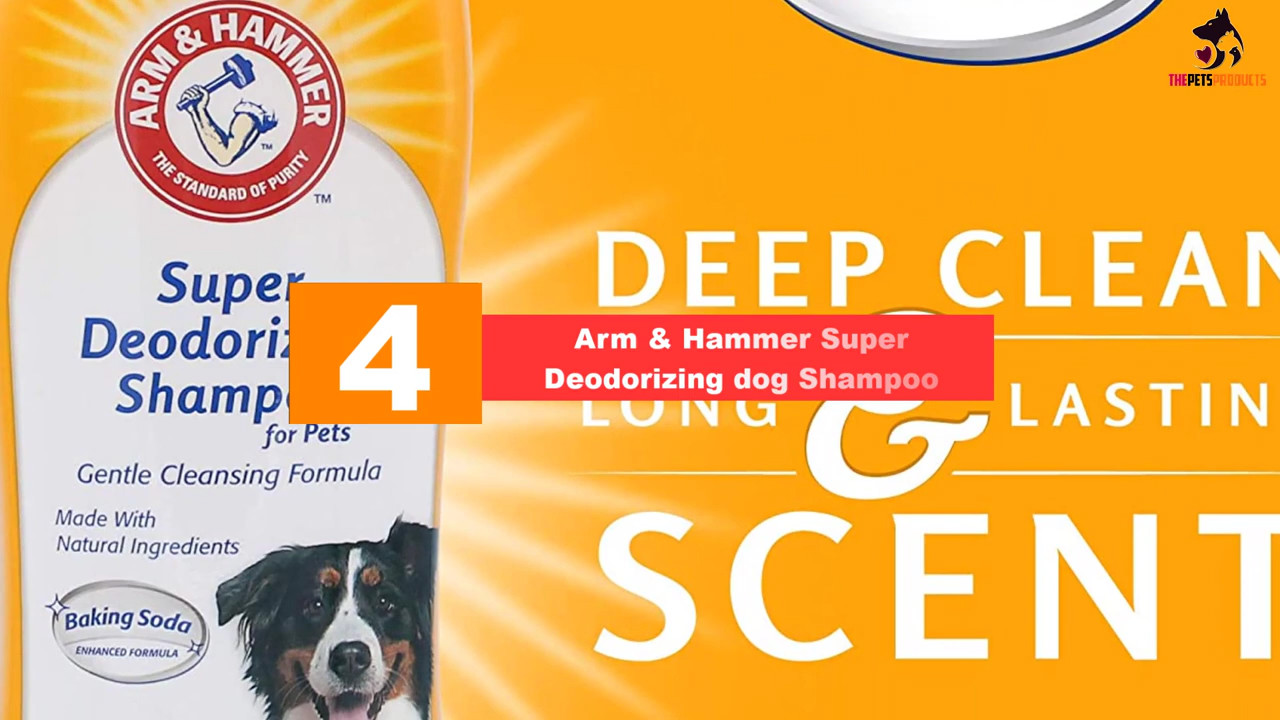 ARM & HAMMER
THE STANDARD OF PURITY
TM
TM
Super
Deodoriz
Shamp
for Pets
Gentle Cleansing Formula
Made With
Natural Ingredients
Baking Soda
ENHANCED FORMULA
4
Arm & Hammer Super
Deodorizing dog Shampoo
DEEP CLEAN
LONG & LASTIN
SCENT
THEPETSPRODUCTS